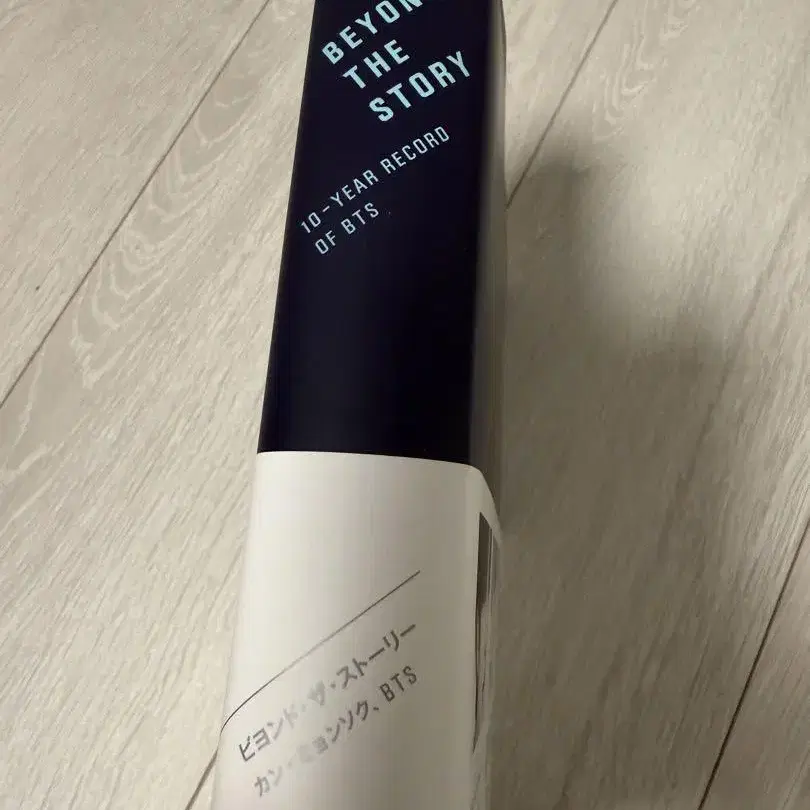 BEYON
THE
STORY
10-YEAR RECORD
OF BTS
ビヨンド・ザ・ストーリー
カン・ミョンソク、BTS